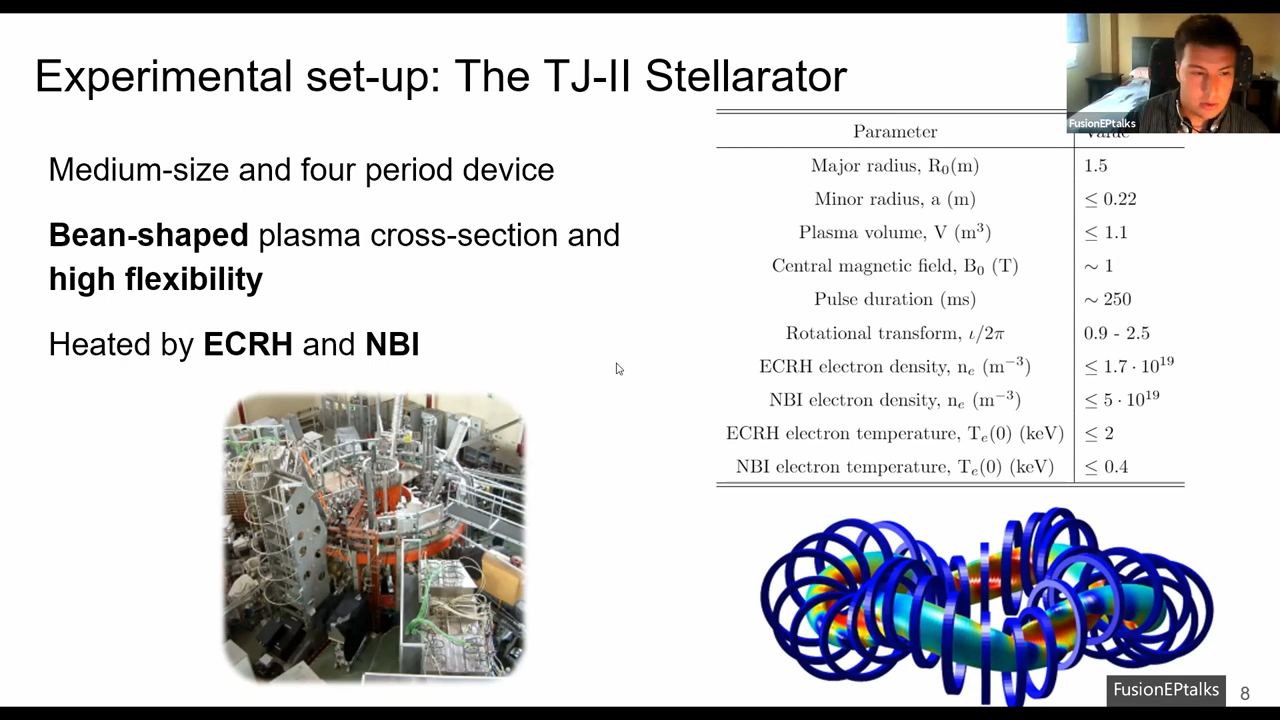 Experimental set-up: The TJ-II Stellarator
Medium-size and four period device
Bean-shaped plasma cross-section and
high flexibility
Heated by ECRH and NBI
FusionEPtalks
Parameter Value
Major radius, R₀(m) 1.5
Minor radius, a (m) ≤ 0.22
Plasma volume, V (m³) ≤ 1.1
Central magnetic field, B₀ (T) ∼ 1
Pulse duration (ms) ∼ 250
Rotational transform, ι/2π 0.9 - 2.5
ECRH electron density, nₑ (m⁻³) ≤ 1.7 · 10¹⁹
NBI electron density, nₑ (m⁻³) ≤ 5 · 10¹⁹
ECRH electron temperature, Tₑ(0) (keV) ≤ 2
NBI electron temperature, Tₑ(0) (keV) ≤ 0.4
FusionEPtalks
8